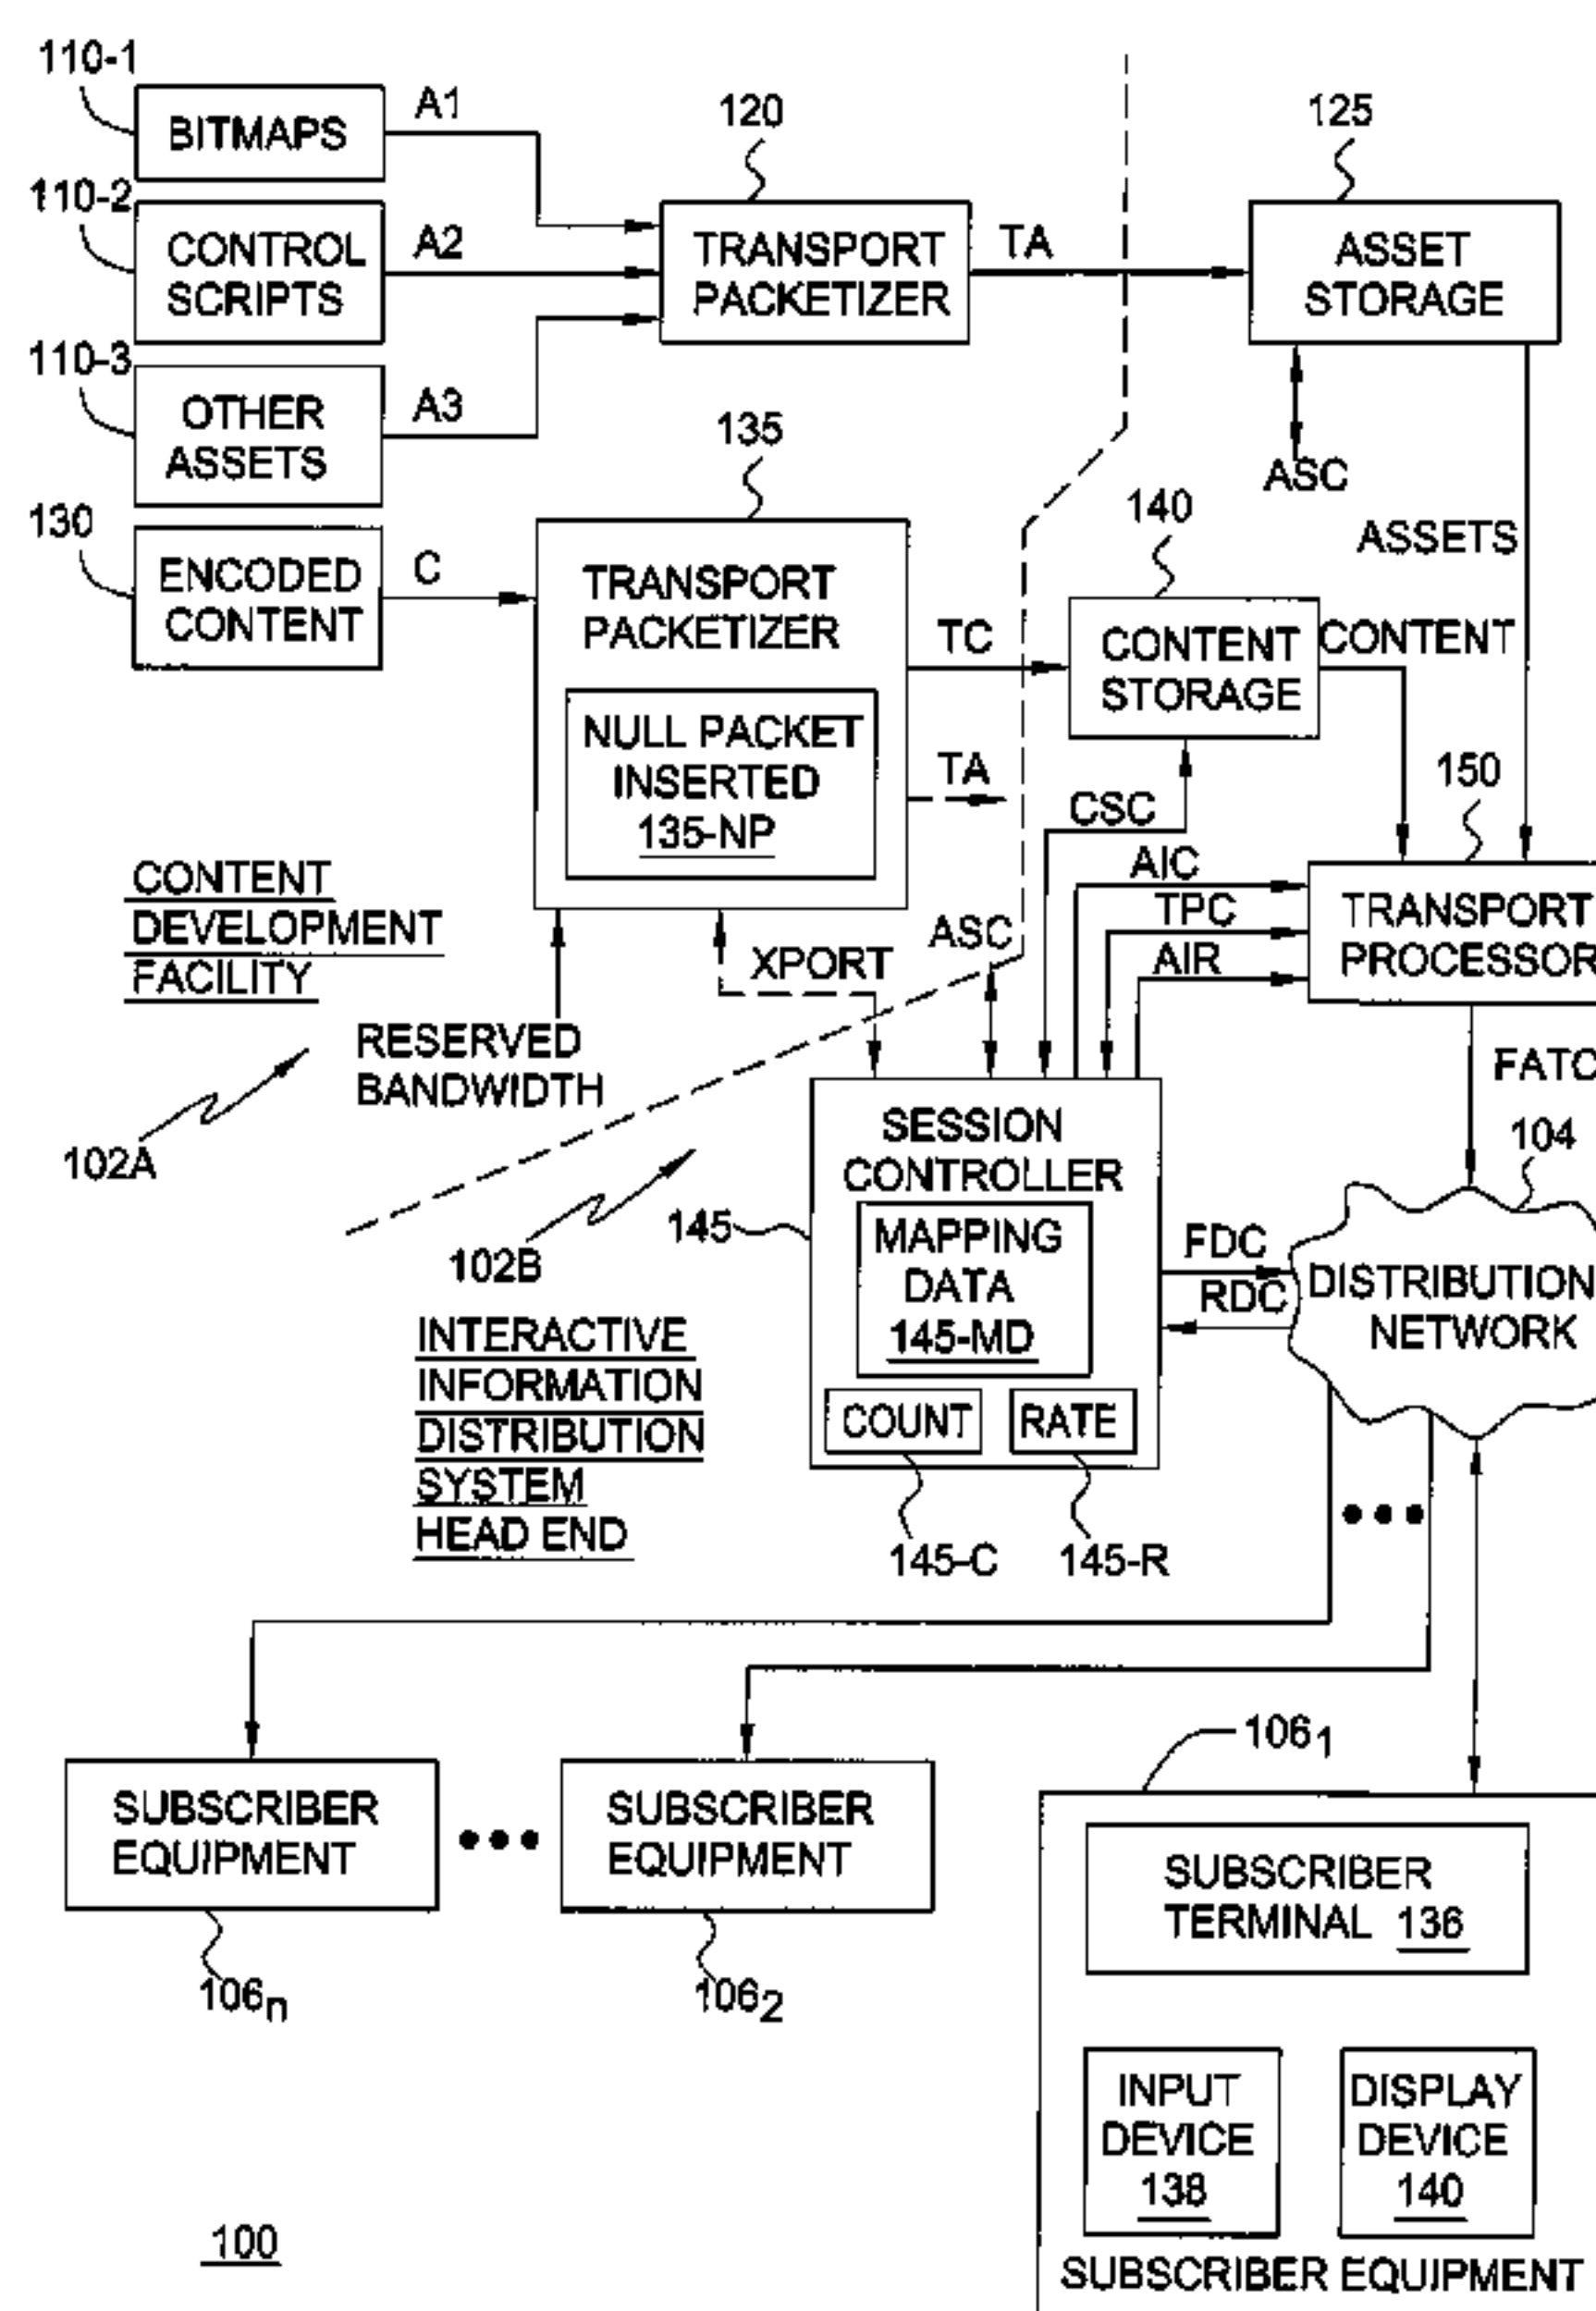 110-1
BITMAPS
A1
120
125
110-2
CONTROL
SCRIPTS
A2
TRANSPORT
PACKETIZER
TA
ASSET
STORAGE
110-3
OTHER
ASSETS
A3
135
ASC
130
ENCODED
CONTENT
C
TRANSPORT
PACKETIZER
140
ASSETS
TC
CONTENT
STORAGE
CONTENT
NULL PACKET
INSERTED
135-NP
TA
CSC
150
AIC
TPC
AIR
TRANSPORT
PROCESSOR
CONTENT
DEVELOPMENT
FACILITY
XPORT
ASC
RESERVED
BANDWIDTH
FATC
102A
104
102B
145
SESSION
CONTROLLER
MAPPING
DATA
145-MD
FDC
RDC
DISTRIBUTION
NETWORK
INTERACTIVE
INFORMATION
DISTRIBUTION
SYSTEM
HEAD END
COUNT
RATE
145-C
145-R
1061
SUBSCRIBER
EQUIPMENT
SUBSCRIBER
EQUIPMENT
SUBSCRIBER
TERMINAL 136
106n
1062
INPUT
DEVICE
138
DISPLAY
DEVICE
140
100
SUBSCRIBER EQUIPMENT